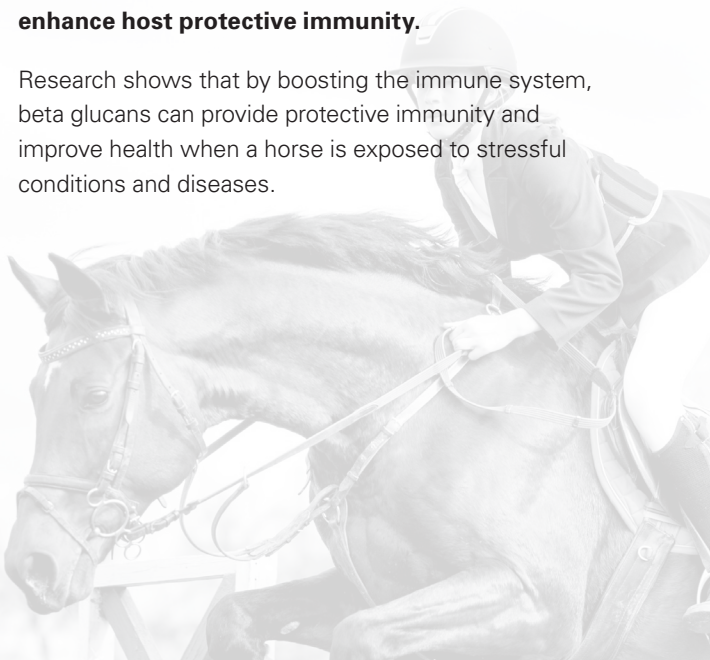 enhance host protective immunity.
Research shows that by boosting the immune system,
beta glucans can provide protective immunity and
improve health when a horse is exposed to stressful
conditions and diseases.